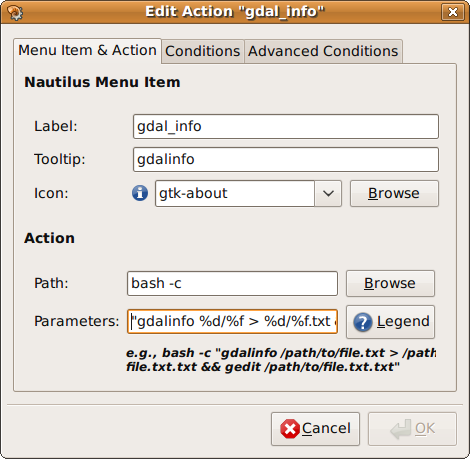 Edit Action "gdal_info"
Menu Item & Action Conditions Advanced Conditions
Nautilus Menu Item
Label: gdal_info
Tooltip: gdalinfo
Icon: gtk-about Browse
Action
Path: bash -c Browse
Parameters: "gdalinfo %d/%f > %d/%f.txt Legend
e.g., bash -c "gdalinfo /path/to/file.txt > /path
file.txt.txt && gedit /path/to/file.txt.txt"
Cancel OK